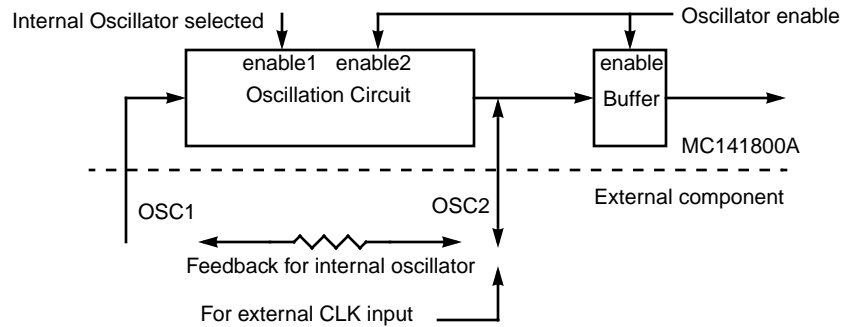 Internal Oscillator selected
Oscillator enable
enable1 enable2
enable
Oscillation Circuit
Buffer
MC141800A
External component
OSC1
OSC2
Feedback for internal oscillator
For external CLK input